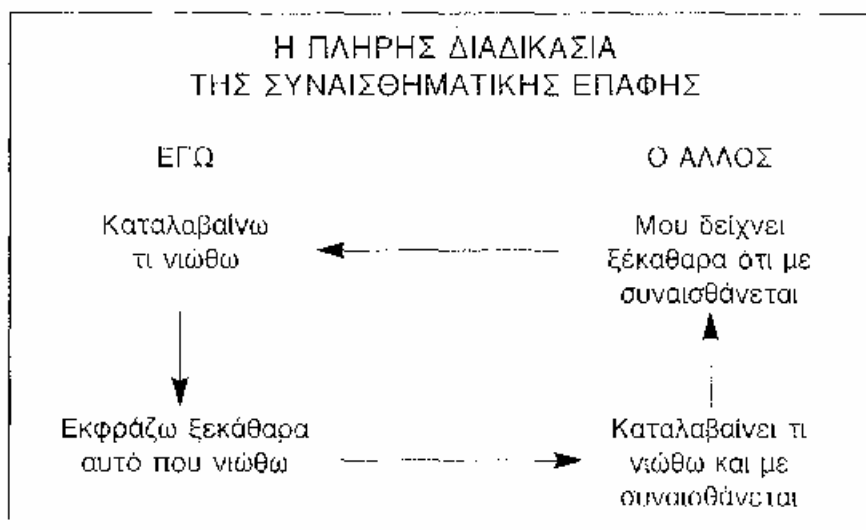 Η ΠΛΗΡΗΣ ΔΙΑΔΙΚΑΣΙΑ
ΤΗΣ ΣΥΝΑΙΣΘΗΜΑΤΙΚΗΣ ΕΠΑΦΗΣ
ΕΓΩ
Ο ΑΛΛΟΣ
Καταλαβαίνω
τι νιώθω
Μου δείχνει
ξέκαθαρα ότι με
συναισθάνεται
Εκφράζω ξεκάθαρα
αυτό που νιώθω
Καταλαβαίνει τι
νιώθω και με
συναισθάνεται